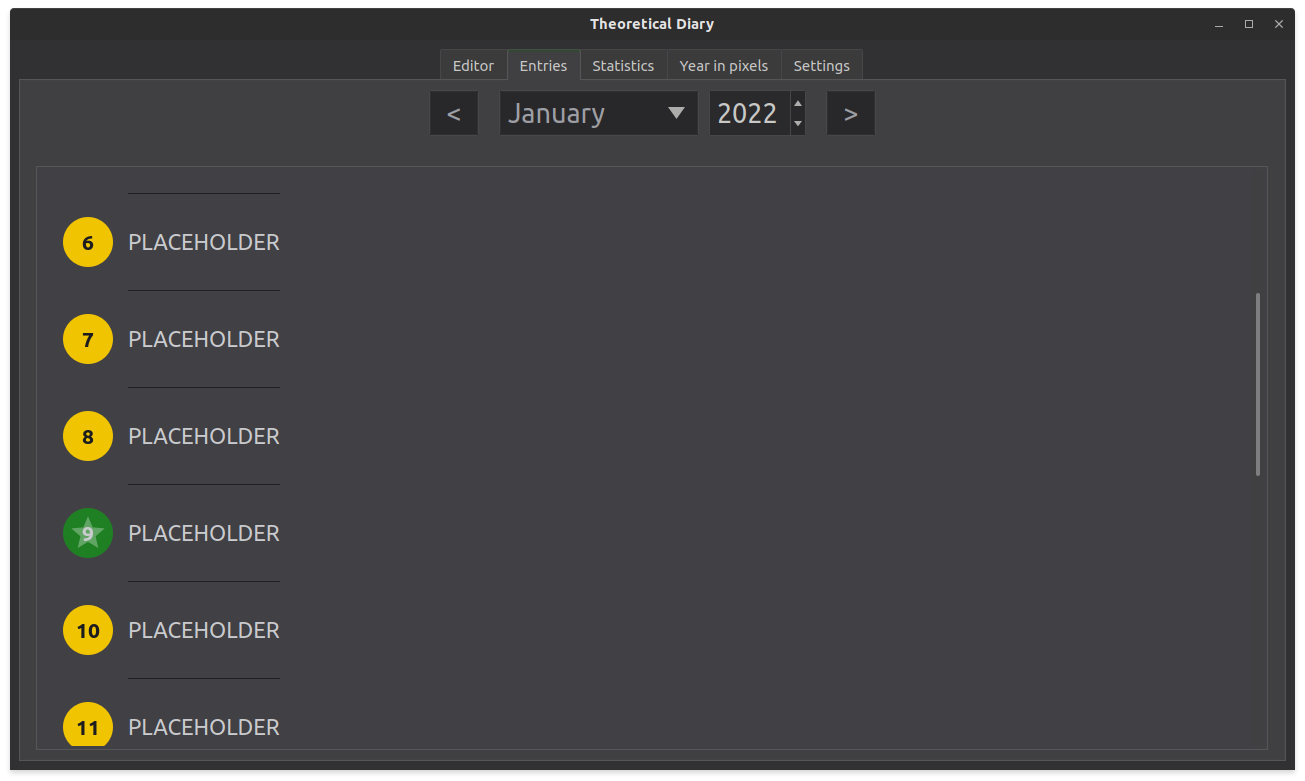 Theoretical Diary
Editor Entries Statistics Year in pixels Settings
< January 2022 >
6 PLACEHOLDER
7 PLACEHOLDER
8 PLACEHOLDER
9 PLACEHOLDER
10 PLACEHOLDER
11 PLACEHOLDER